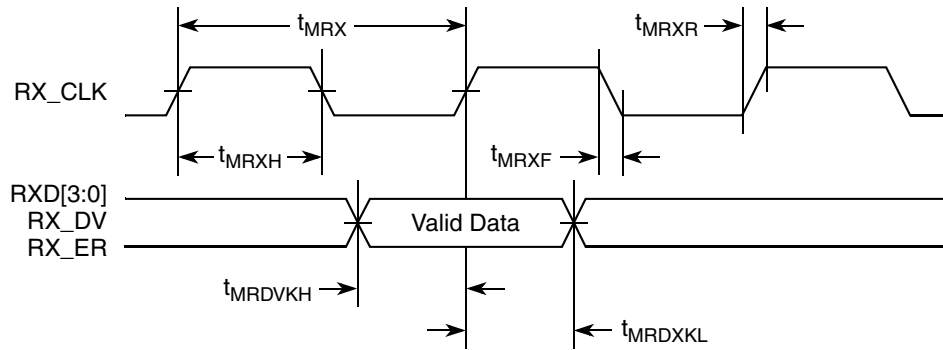 tMRX
tMRXR
RX_CLK
tMRXH
tMRXF
RXD[3:0]
RX_DV
Valid Data
RX_ER
tMRDVKH
tMRDXKL